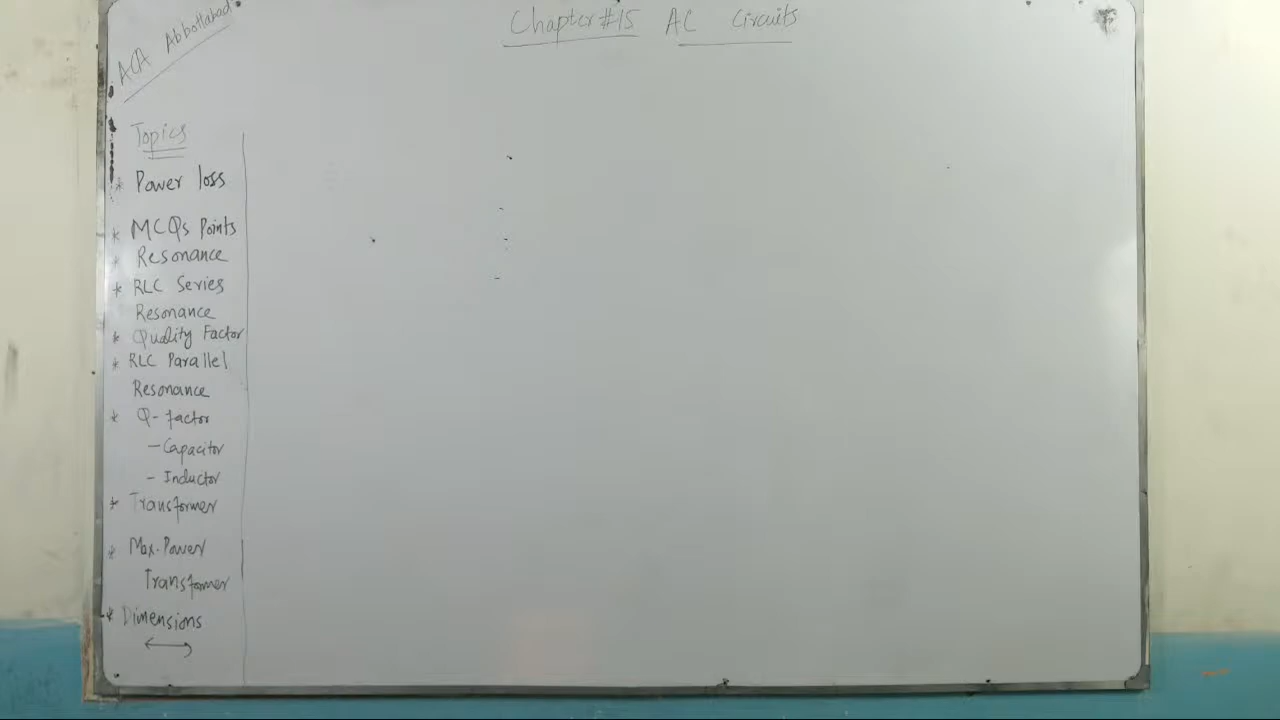 Chapter#15 AC Circuits
ACA Abbottabad
Topics
* Power loss
* MCQs Points
* Resonance
* RLC Series
Resonance
* Quality Factor
* RLC Parallel
Resonance
* Q-factor
- Capacitor
- Inductor
* Transformer
* Max.Power
Transformer
* Dimensions